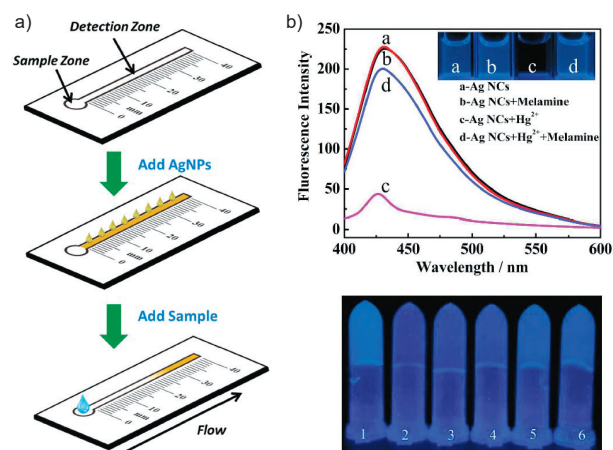 a)
Detection Zone
Sample Zone
0
10
20
30
40
mm
Add AgNPs
0
10
20
30
40
mm
Add Sample
0
10
20
30
40
mm
Flow
b)
Fluorescence Intensity
250
200
150
100
50
0
400
450
500
550
600
Wavelength / nm
a
b
d
c
a
b
c
d
a-Ag NCs
b-Ag NCs+Melamine
c-Ag NCs+Hg²⁺
d-Ag NCs+Hg²⁺+Melamine
1 2 3 4 5 6